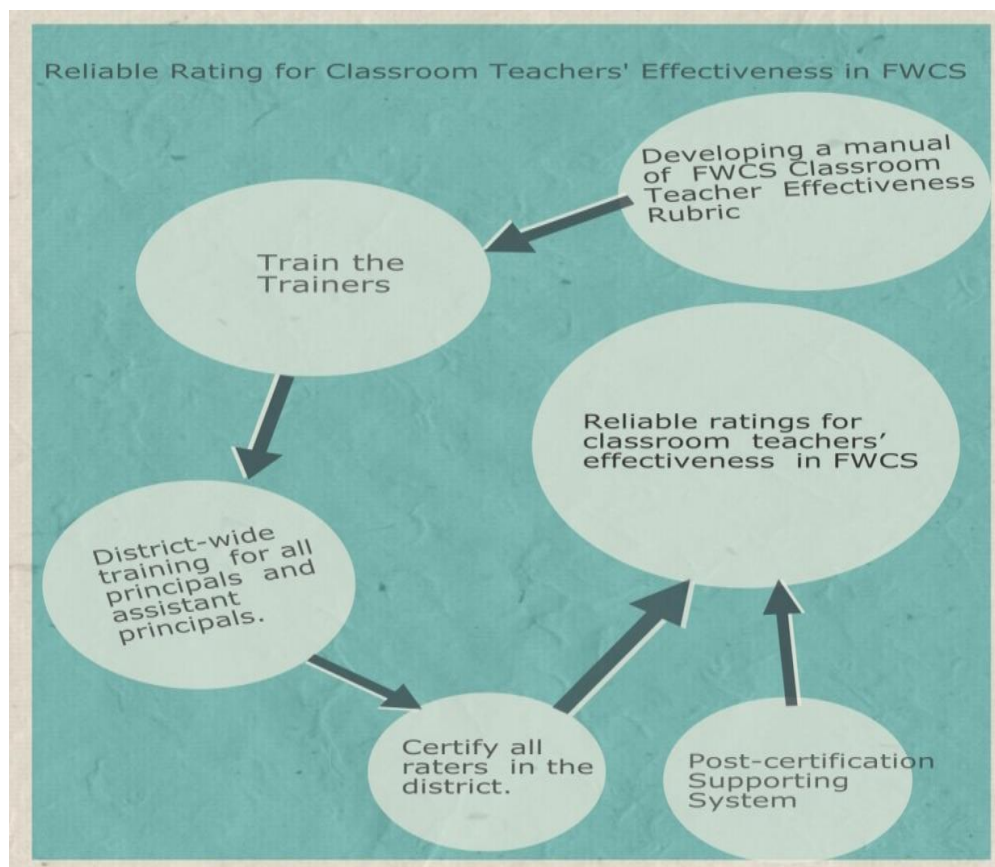 Reliable Rating for Classroom Teachers' Effectiveness in FWCS
Developing a manual
of FWCS Classroom
Teacher Effectiveness
Rubric
Train the
Trainers
Reliable ratings for
classroom teachers’
effectiveness in FWCS
District-wide
training for all
principals and
assistant
principals.
Certify all
raters in the
district.
Post-certification
Supporting
System